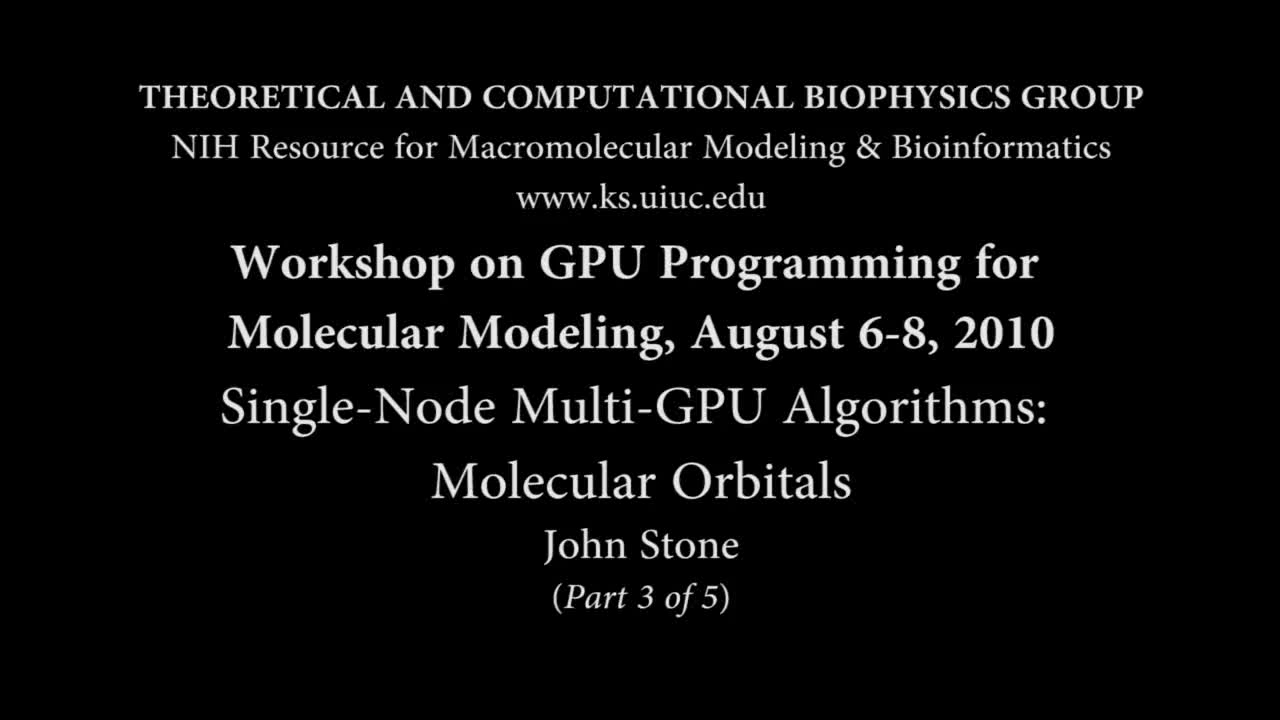 THEORETICAL AND COMPUTATIONAL BIOPHYSICS GROUP
NIH Resource for Macromolecular Modeling & Bioinformatics
www.ks.uiuc.edu
Workshop on GPU Programming for
Molecular Modeling, August 6-8, 2010
Single-Node Multi-GPU Algorithms:
Molecular Orbitals
John Stone
(Part 3 of 5)